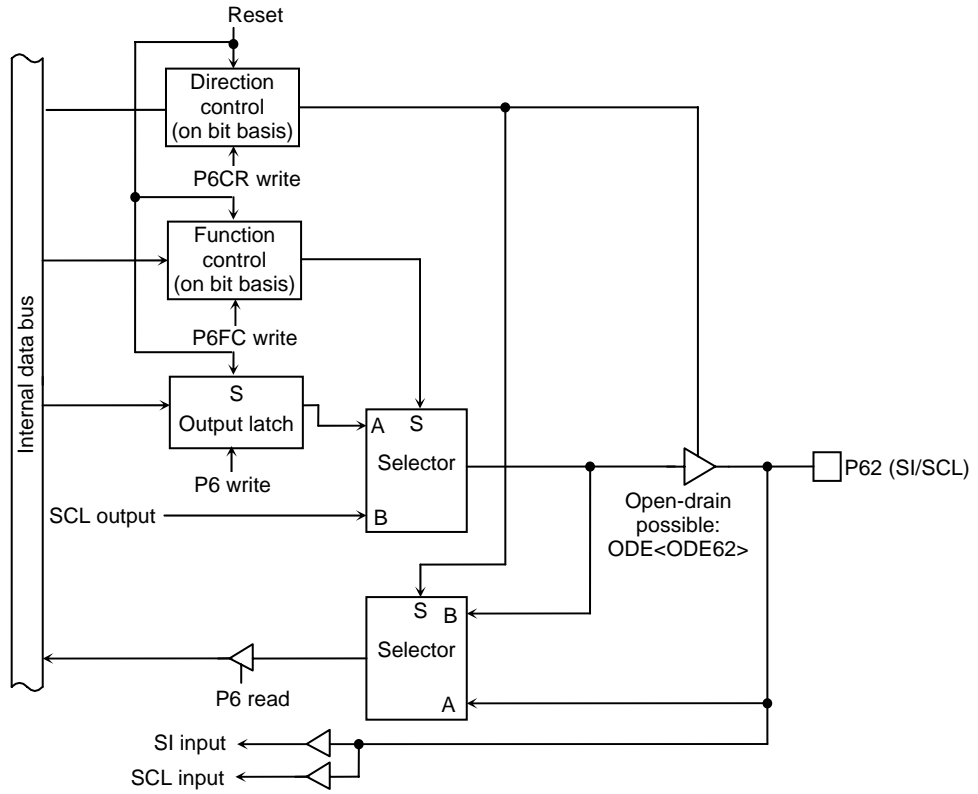 Reset
Direction
control
(on bit basis)
P6CR write
Function
control
(on bit basis)
P6FC write
Internal data bus
S
Output latch
P6 write
A S
Selector
B
SCL output
P62 (SI/SCL)
Open-drain
possible:
ODE<ODE62>
S B
Selector
A
P6 read
SI input
SCL input